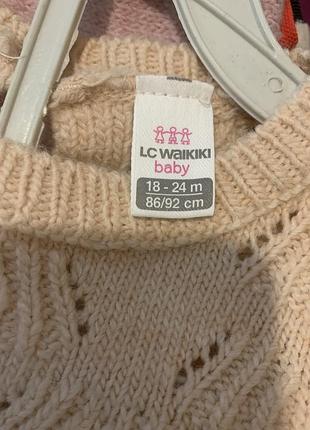 LC WAIKIKI
baby
18 - 24 m
86/92 cm